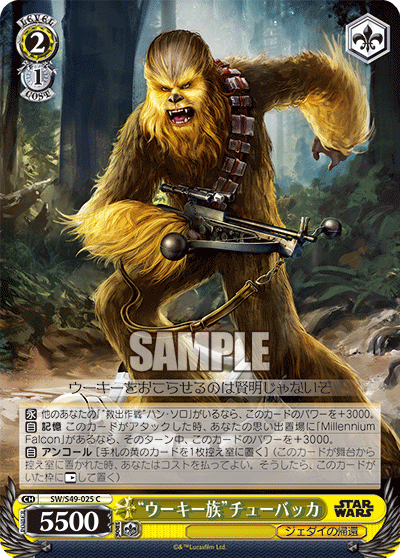 LEVEL
2
1
COST
SAMPLE
ウーキーをおこらせるのは賢明じゃないぞ
永 他のあなたの「“救出作戦”ハン・ソロ」がいるなら、このカードのパワーを+3000。
自 記憶 このカードがアタックした時、あなたの思い出置場に「Millennium
Falcon」があるなら、そのターン中、このカードのパワーを+3000。
自 アンコール [手札の黄のカードを1枚控え室に置く] (このカードが舞台から
控え室に置かれた時、あなたはコストを払ってよい。そうしたら、このカードがい
た枠に置く)
CH SW/S49-025 C
5500
“ウーキー族”チューバッカ
STAR WARS
ジェダイの帰還
©&™Lucasfilm Ltd.